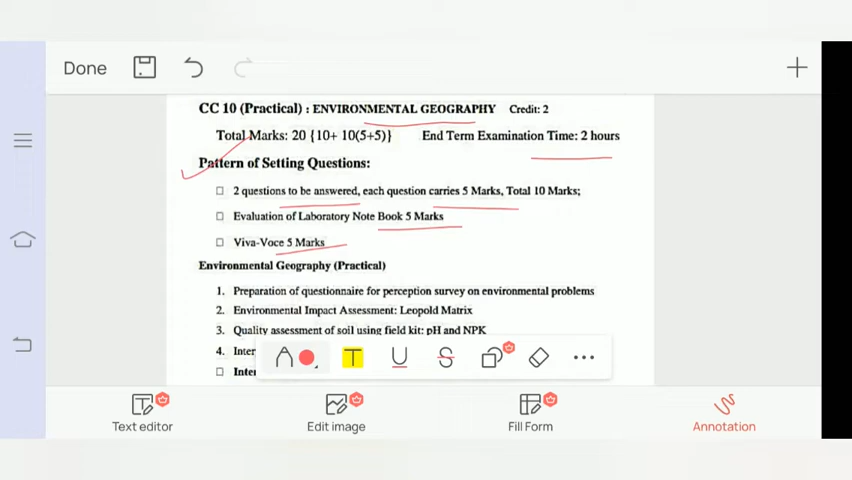 Done
CC 10 (Practical) : ENVIRONMENTAL GEOGRAPHY Credit: 2
Total Marks: 20 {10+ 10(5+5)} End Term Examination Time: 2 hours
Pattern of Setting Questions:
2 questions to be answered, each question carries 5 Marks, Total 10 Marks;
Evaluation of Laboratory Note Book 5 Marks
Viva-Voce 5 Marks
Environmental Geography (Practical)
1. Preparation of questionnaire for perception survey on environmental problems
2. Environmental Impact Assessment: Leopold Matrix
3. Quality assessment of soil using field kit: pH and NPK
4.
T U S
Text editor Edit image Fill Form Annotation